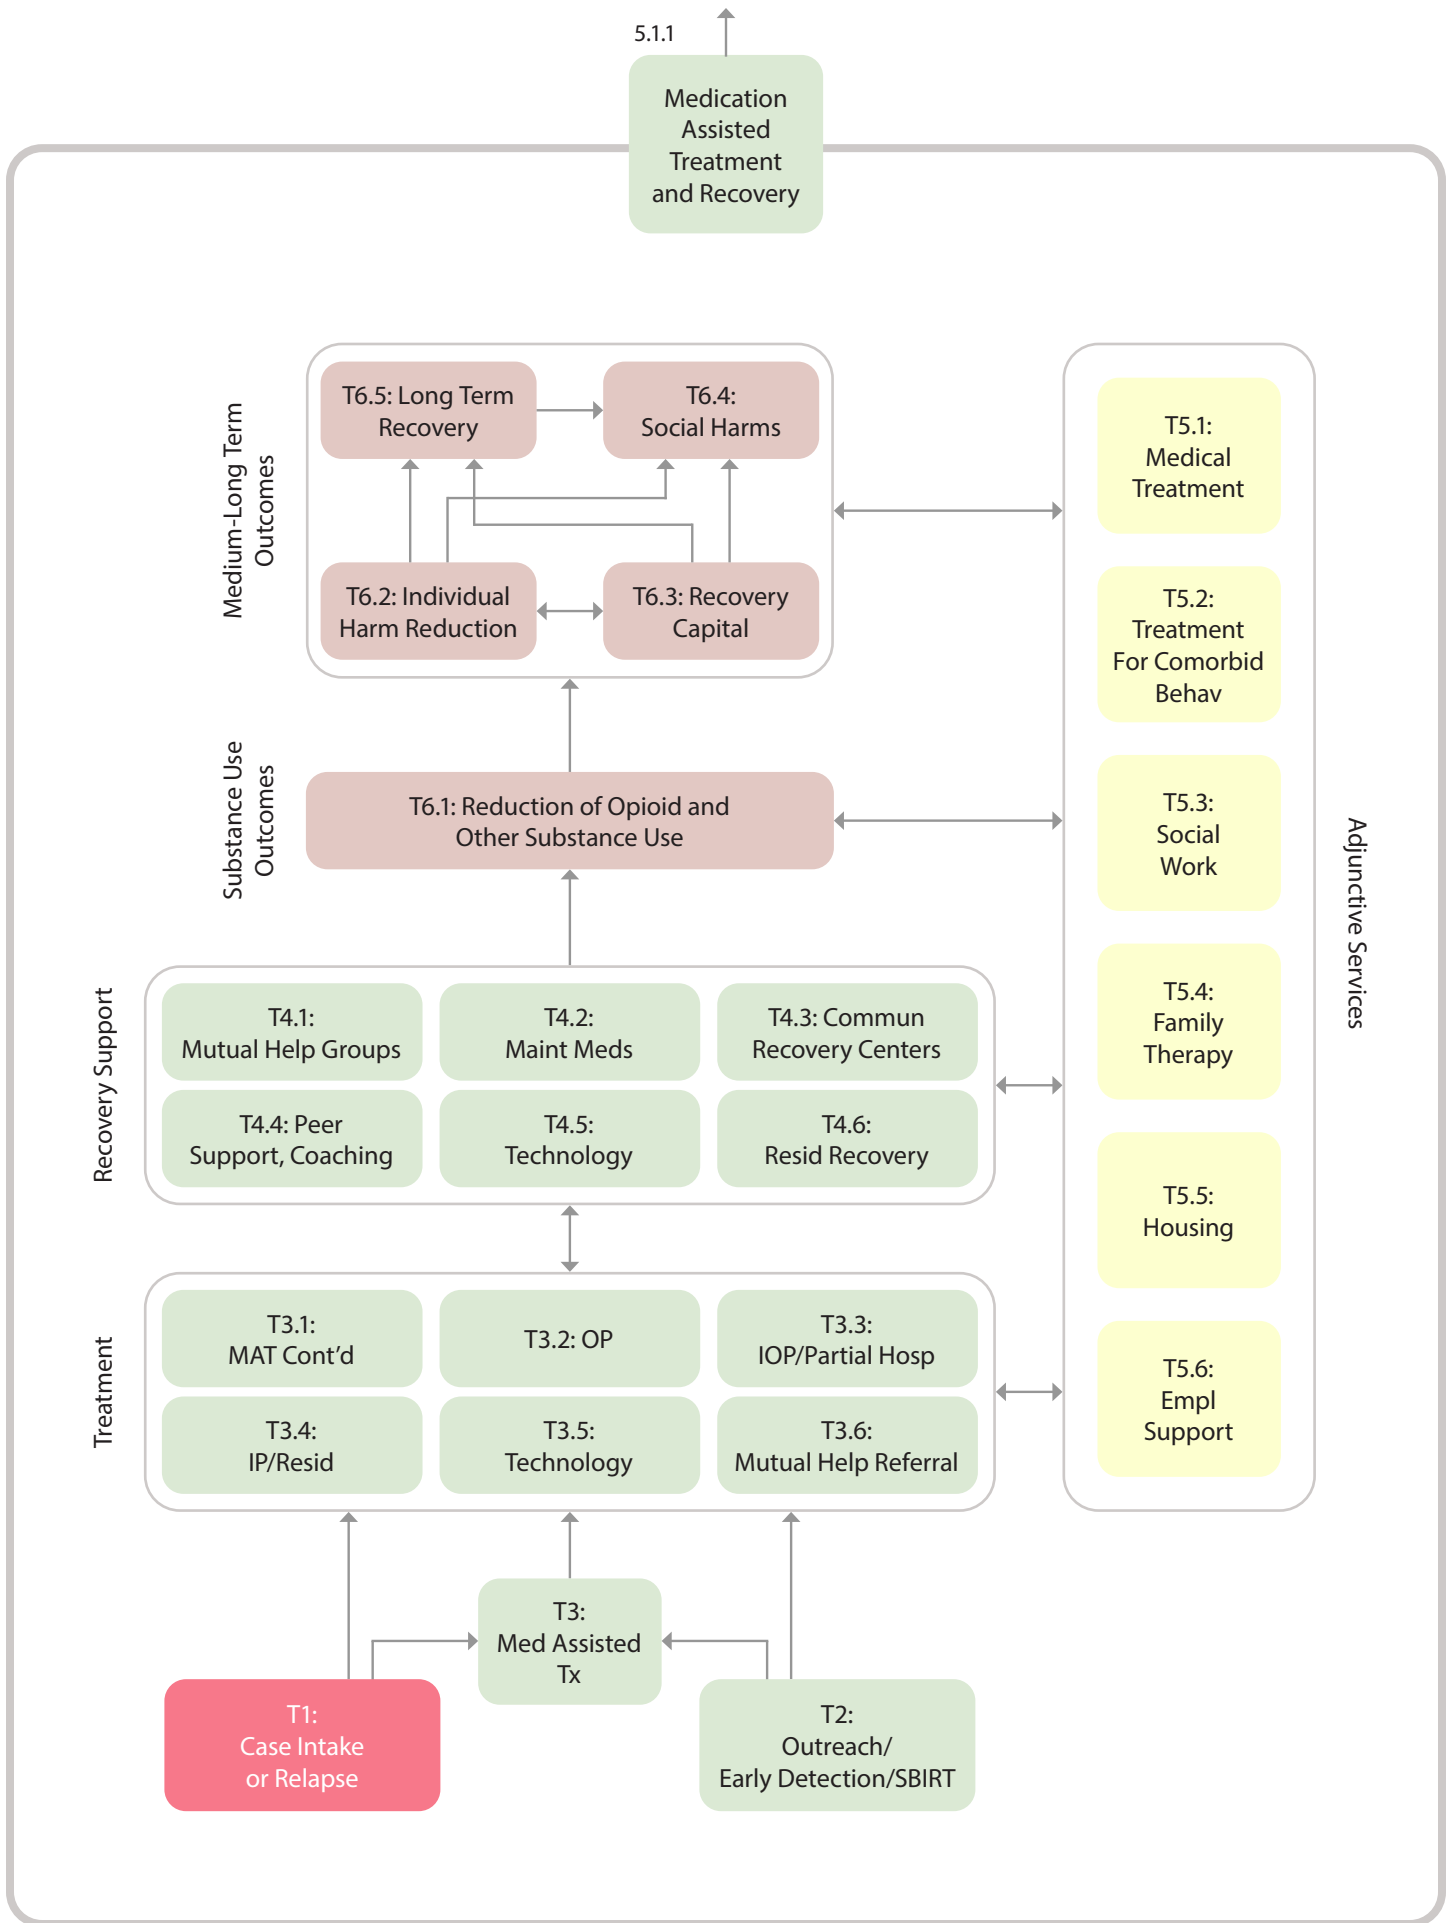 5.1.1
Medication
Assisted
Treatment
and Recovery
Medium-Long Term
Outcomes
T6.5: Long Term
Recovery
T6.4:
Social Harms
T6.2: Individual
Harm Reduction
T6.3: Recovery
Capital
Substance Use
Outcomes
T6.1: Reduction of Opioid and
Other Substance Use
Recovery Support
T4.1:
Mutual Help Groups
T4.2:
Maint Meds
T4.3: Commun
Recovery Centers
T4.4: Peer
Support, Coaching
T4.5:
Technology
T4.6:
Resid Recovery
Treatment
T3.1:
MAT Cont’d
T3.2: OP
T3.3:
IOP/Partial Hosp
T3.4:
IP/Resid
T3.5:
Technology
T3.6:
Mutual Help Referral
T3:
Med Assisted
Tx
T1:
Case Intake
or Relapse
T2:
Outreach/
Early Detection/SBIRT
T5.1:
Medical
Treatment
T5.2:
Treatment
For Comorbid
Behav
T5.3:
Social
Work
T5.4:
Family
Therapy
T5.5:
Housing
T5.6:
Empl
Support
Adjunctive Services